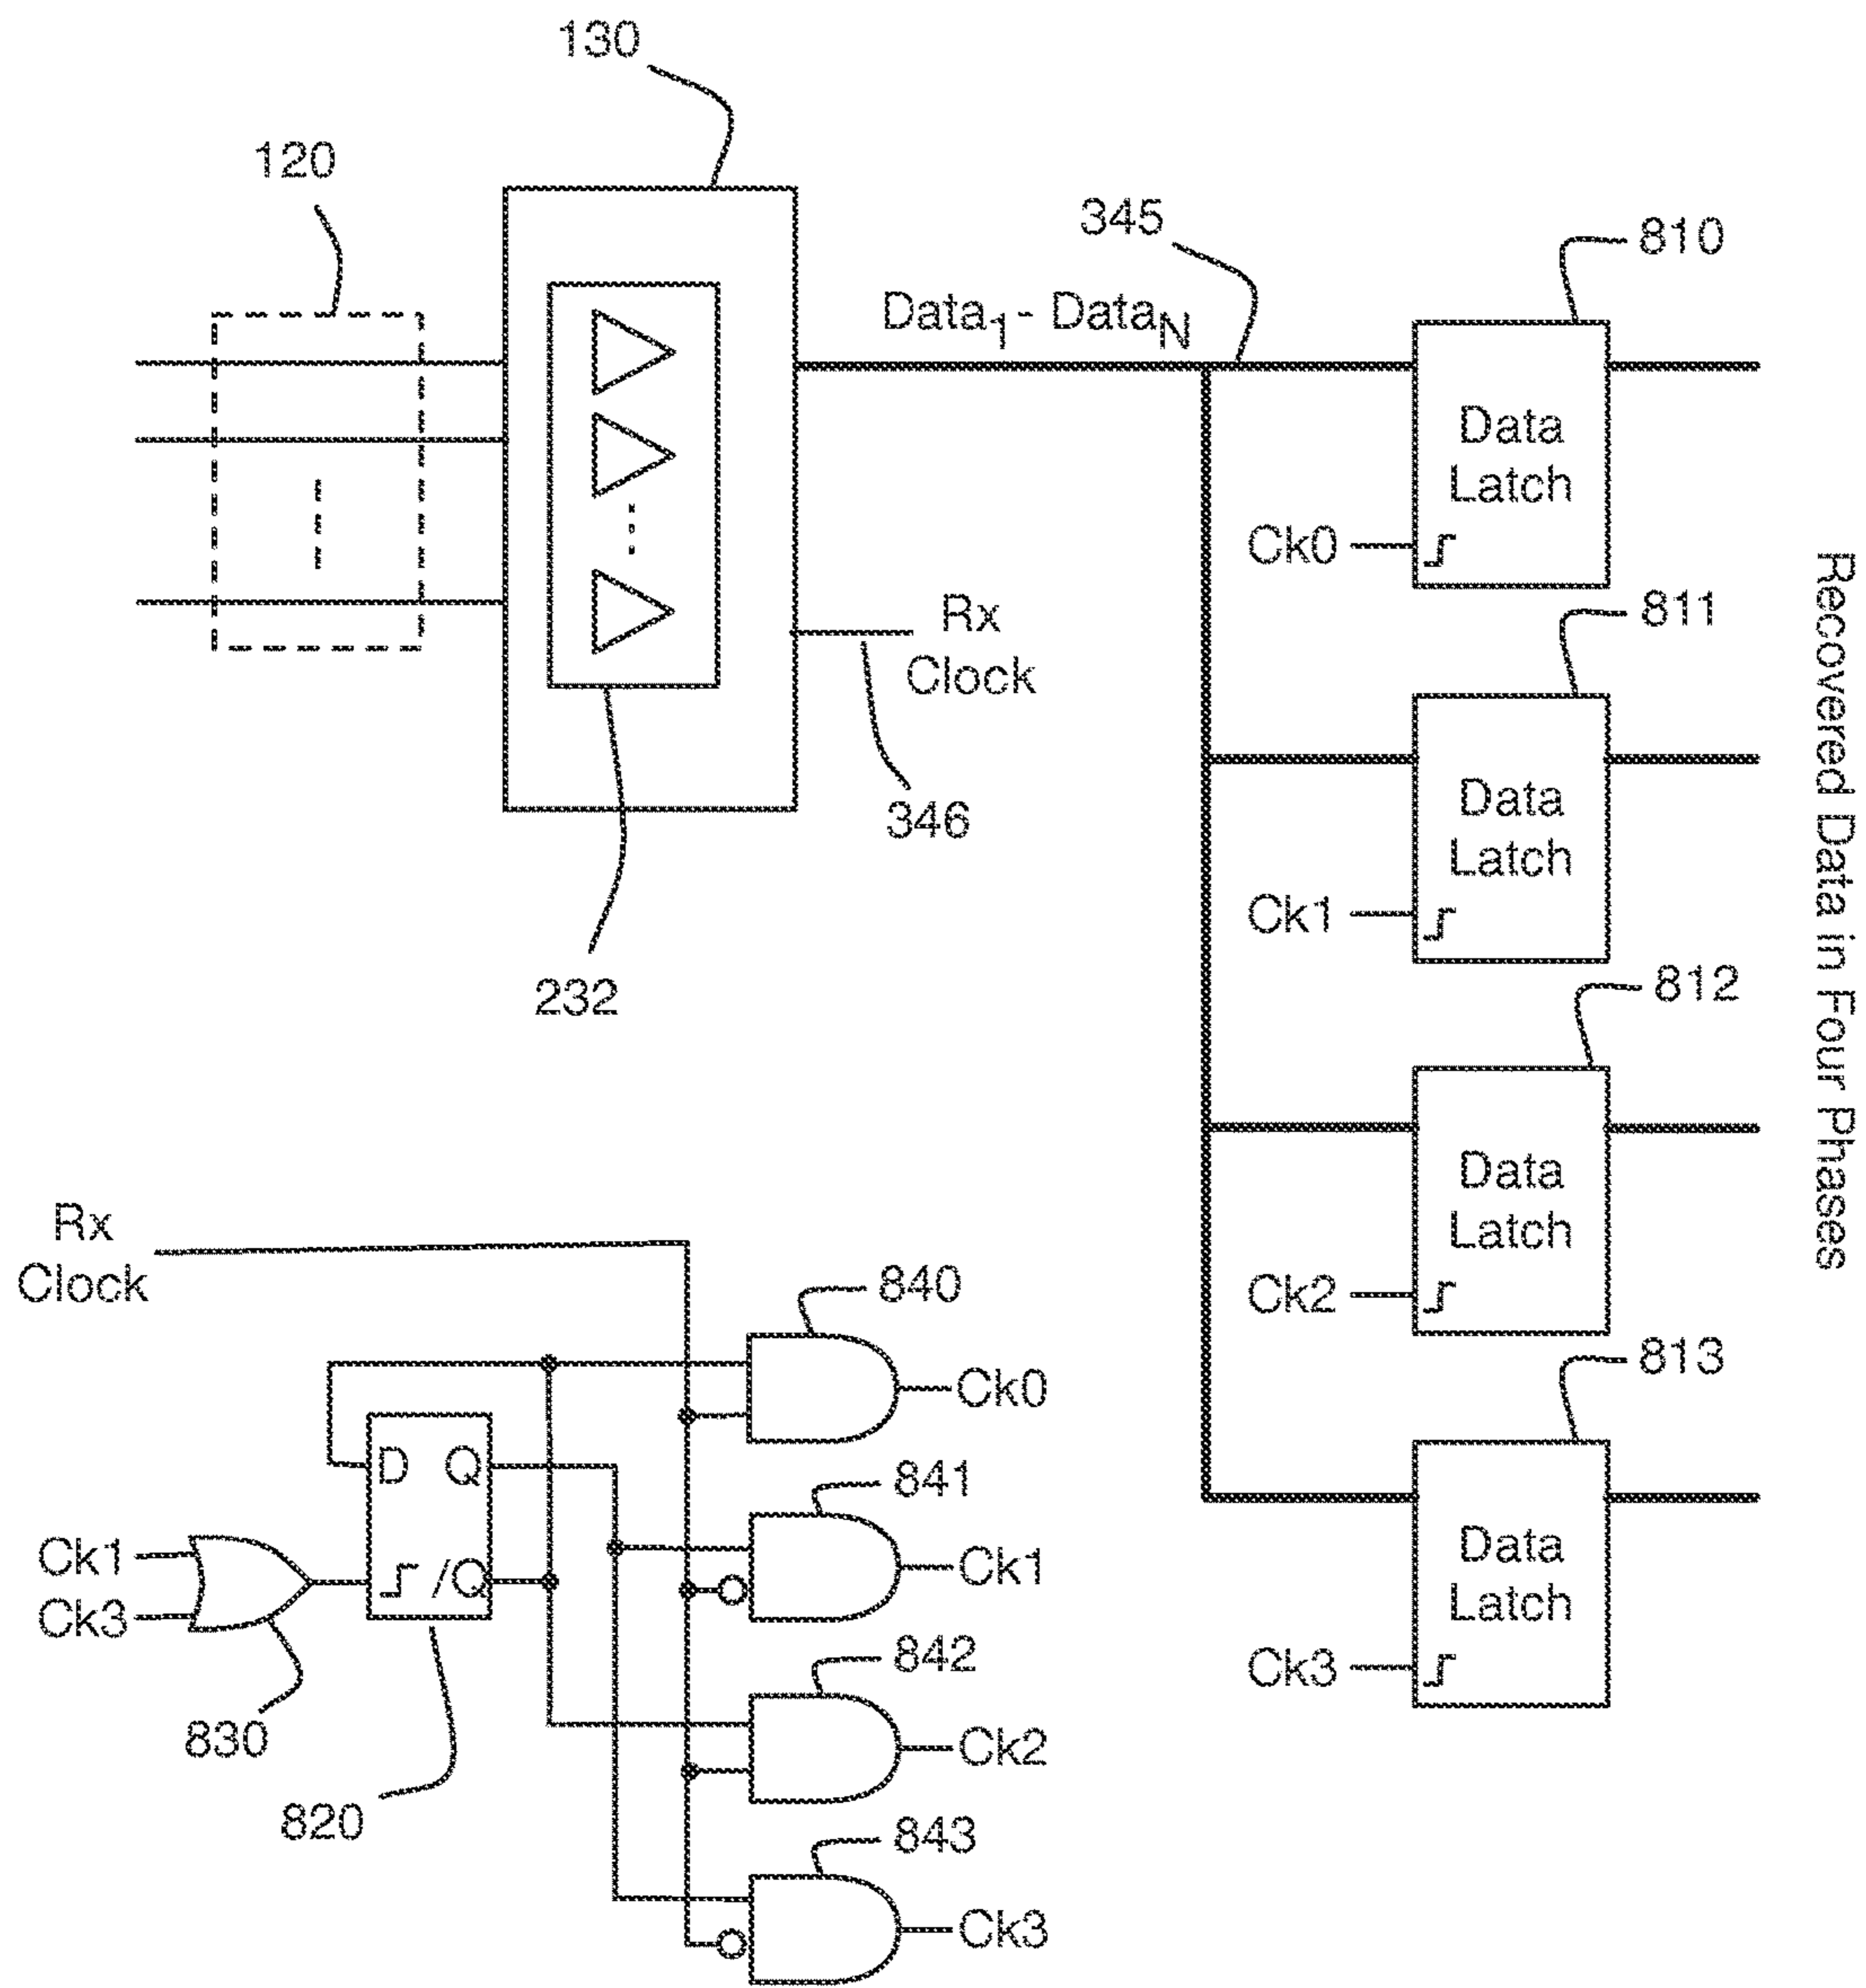 130
120
345
810
Data1 - DataN
Data
Latch
Ck0
Rx
Clock
346
232
811
Data
Latch
Ck1
812
Data
Latch
Ck2
813
Data
Latch
Ck3
Recovered Data in Four Phases
Rx
Clock
840
Ck0
D Q
/Q
841
Ck1
Ck1
Ck3
830
820
842
Ck2
843
Ck3